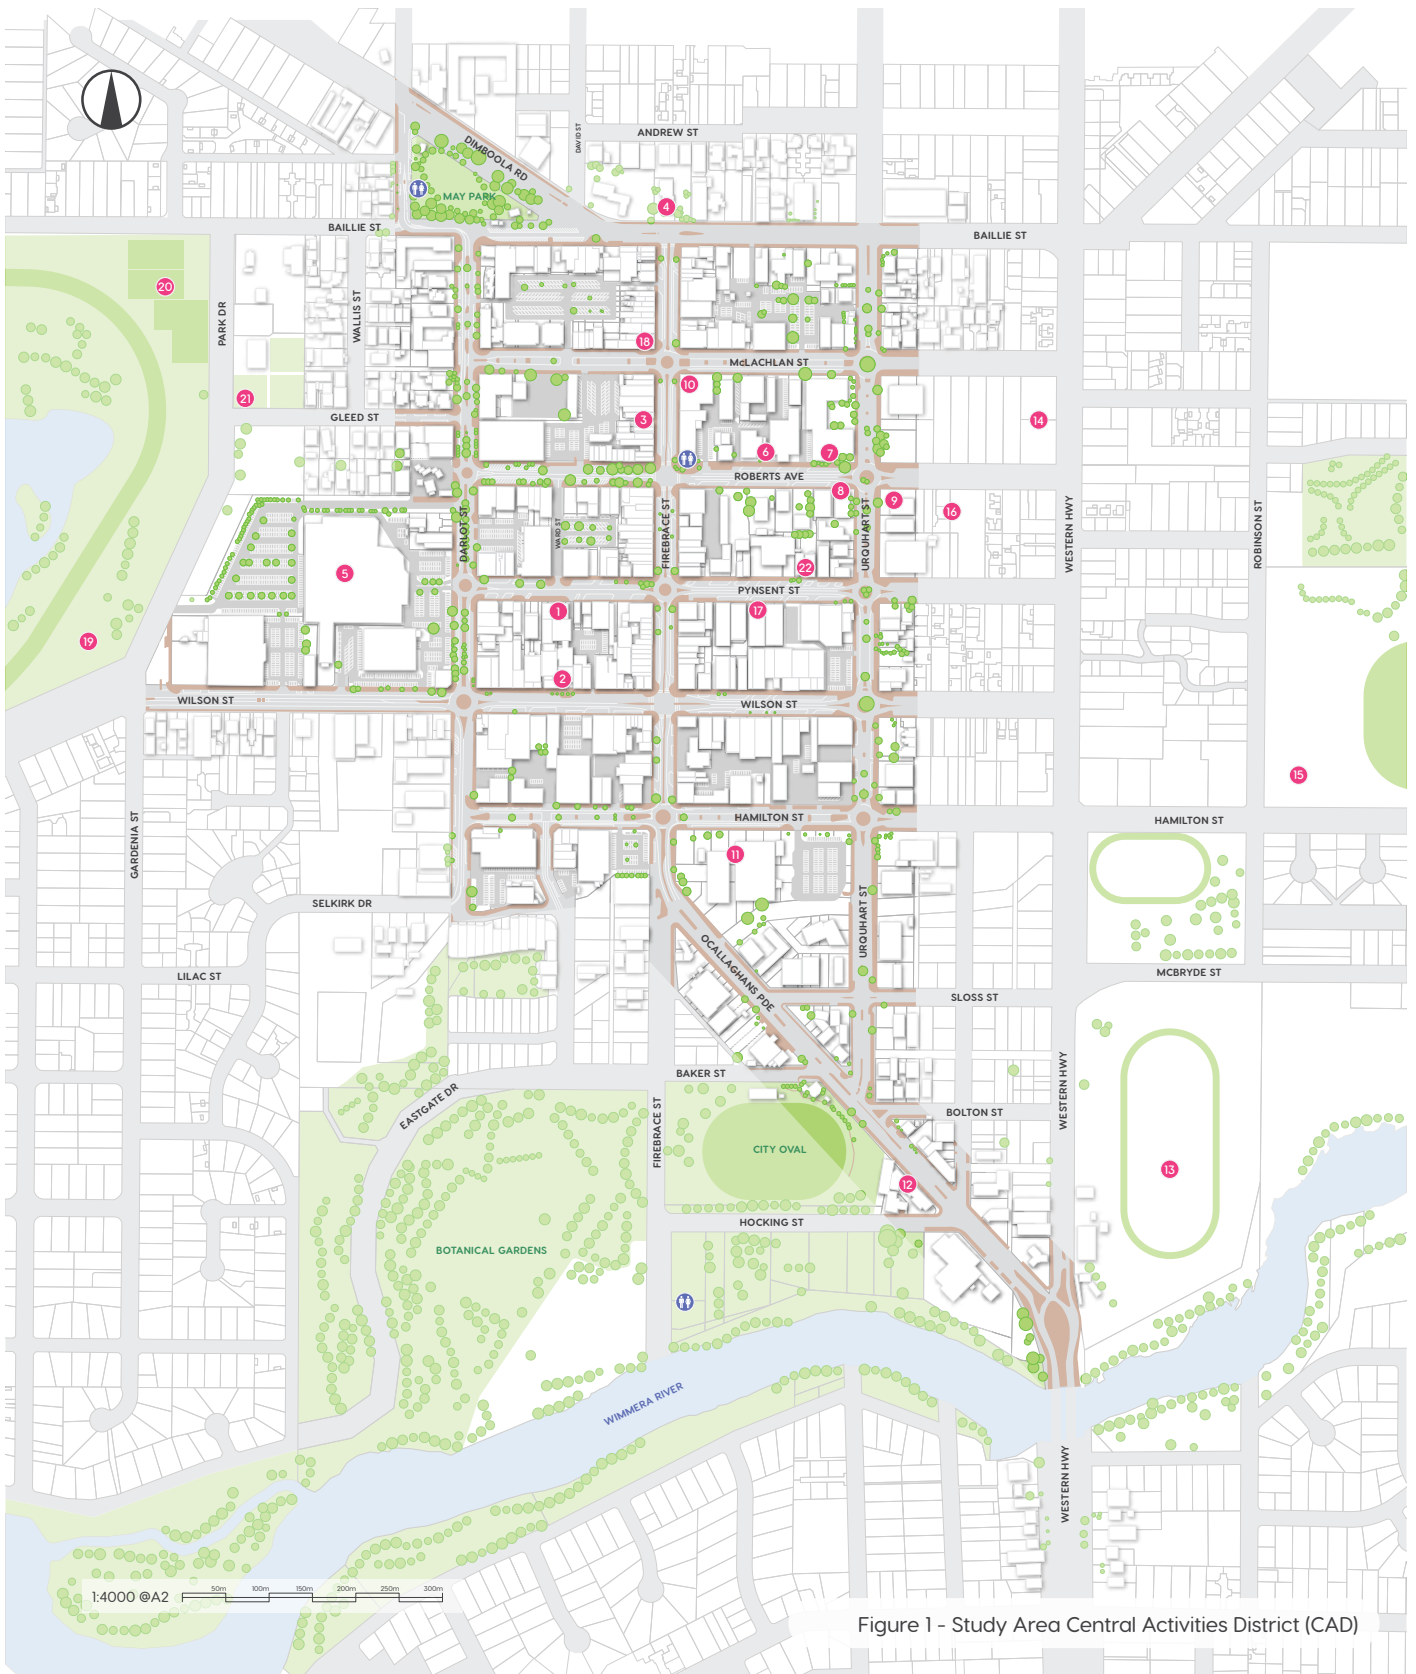 ANDREW ST
DAVID ST
DIMBOOLA RD
MAY PARK
4
BAILLIE ST
BAILLIE ST
20
PARK DR
WALLIS ST
18
McLACHLAN ST
10
21
GLEED ST
3
14
6
7
ROBERTS AVE
8
9
16
DARLOT ST
WARD ST
FIREBRACE ST
URQUHART ST
WESTERN HWY
ROBINSON ST
5
22
PYNSENT ST
1
17
19
2
WILSON ST
WILSON ST
15
GARDENIA ST
HAMILTON ST
HAMILTON ST
11
SELKIRK DR
URQUHART ST
OCALLAGHANS PDE
LILAC ST
MCBRYDE ST
SLOSS ST
BAKER ST
WESTERN HWY
EASTGATE DR
FIREBRACE ST
BOLTON ST
CITY OVAL
13
12
HOCKING ST
BOTANICAL GARDENS
WIMMERA RIVER
WESTERN HWY
1:4000 @A2
50m 100m 150m 200m 250m 300m
Figure 1 - Study Area Central Activities District (CAD)